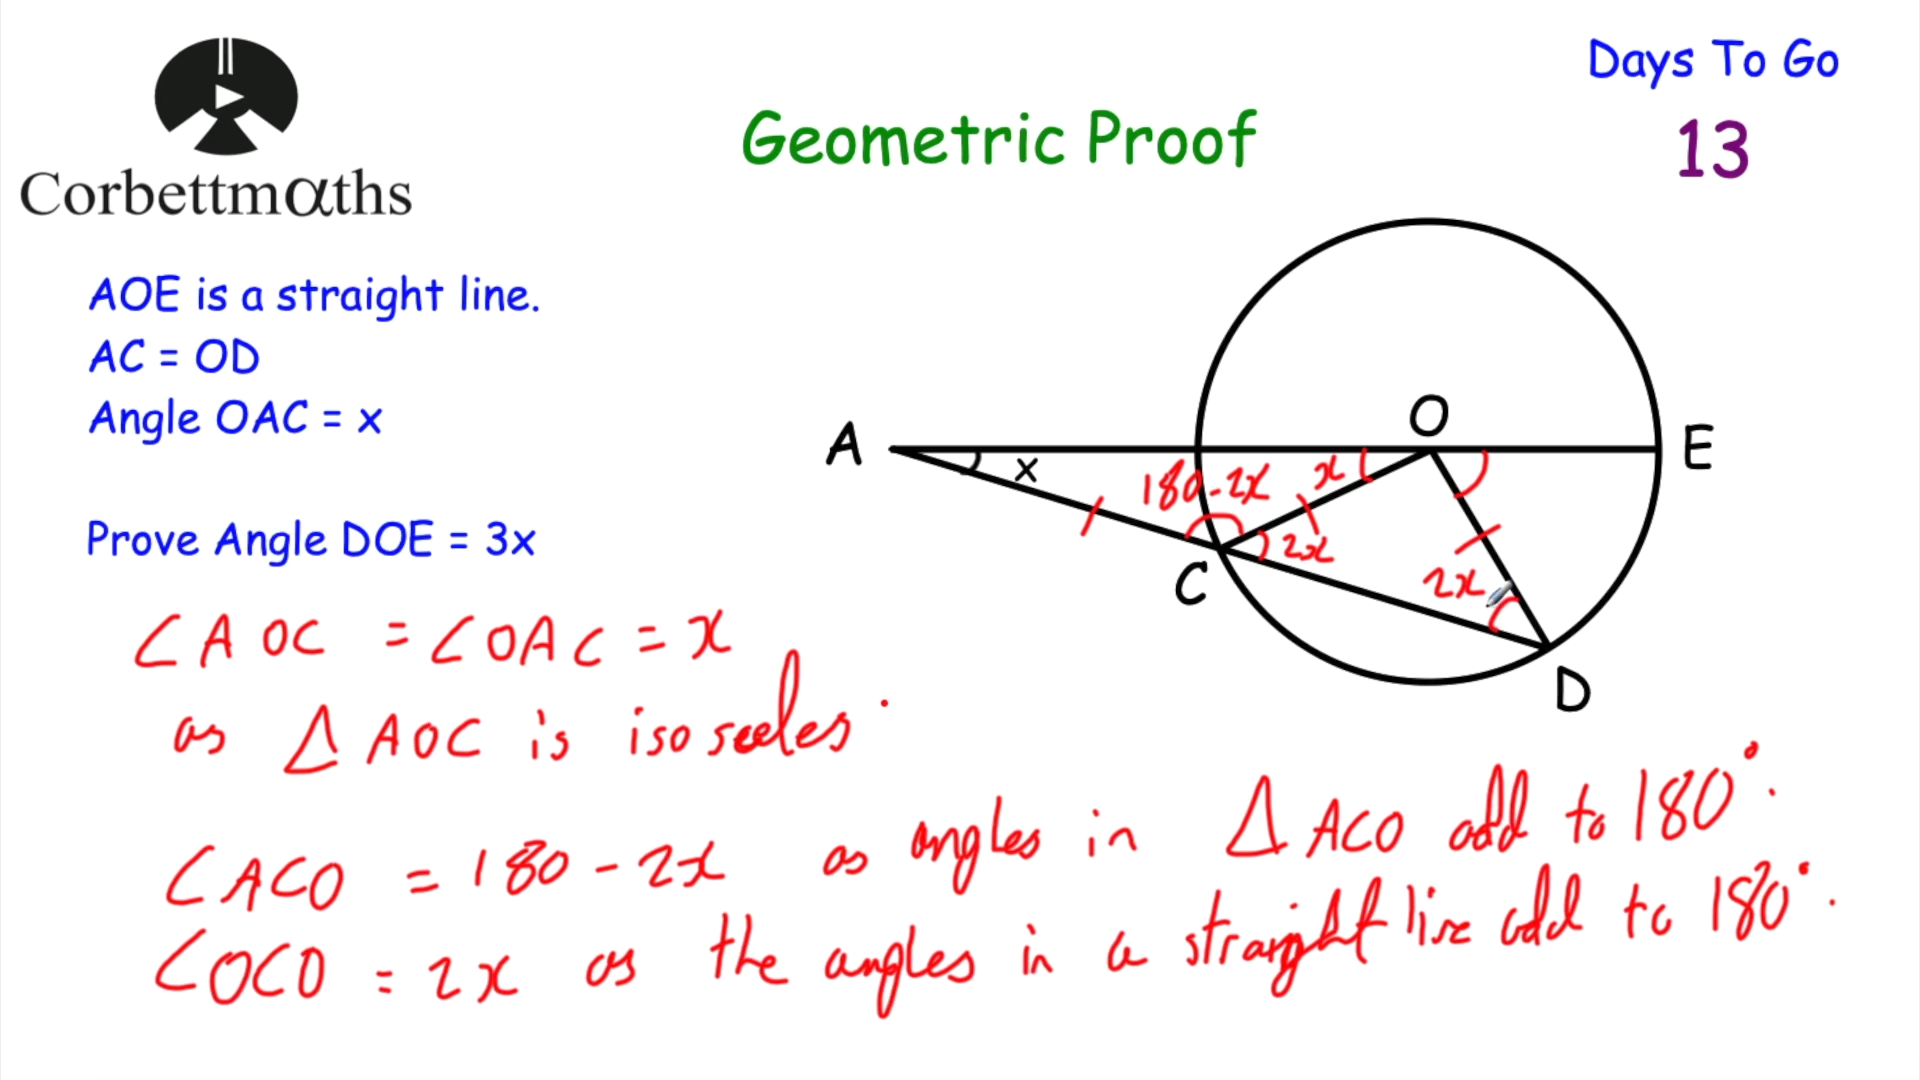 Corbettmαths
Days To Go
13
Geometric Proof
AOE is a straight line.
AC = OD
Angle OAC = x
Prove Angle DOE = 3x
A
O
E
C
D
x
180-2x
x
2x
2x
∠AOC = ∠OAC = x
as △AOC is isosceles.
∠ACO = 180-2x as angles in △ACO add to 180°.
∠OCD = 2x as the angles in a straight line add to 180°.